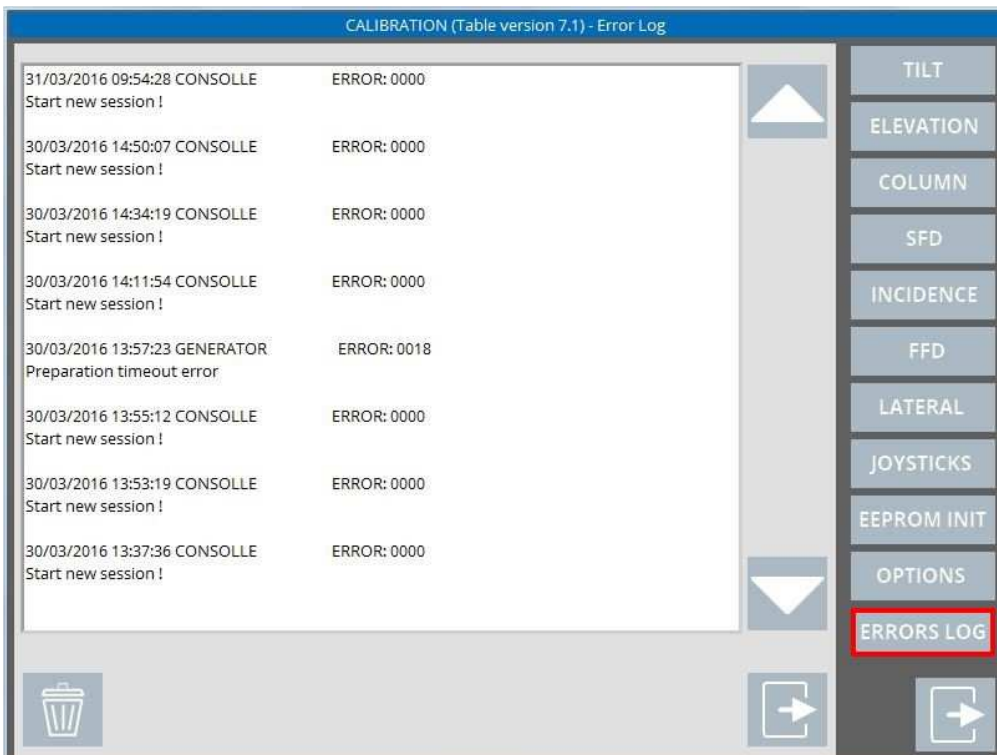 CALIBRATION (Table version 7.1) - Error Log
31/03/2016 09:54:28 CONSOLLE ERROR: 0000
Start new session !
30/03/2016 14:50:07 CONSOLLE ERROR: 0000
Start new session !
30/03/2016 14:34:19 CONSOLLE ERROR: 0000
Start new session !
30/03/2016 14:11:54 CONSOLLE ERROR: 0000
Start new session !
30/03/2016 13:57:23 GENERATOR ERROR: 0018
Preparation timeout error
30/03/2016 13:55:12 CONSOLLE ERROR: 0000
Start new session !
30/03/2016 13:53:19 CONSOLLE ERROR: 0000
Start new session !
30/03/2016 13:37:36 CONSOLLE ERROR: 0000
Start new session !
TILT
ELEVATION
COLUMN
SFD
INCIDENCE
FFD
LATERAL
JOYSTICKS
EEPROM INIT
OPTIONS
ERRORS LOG